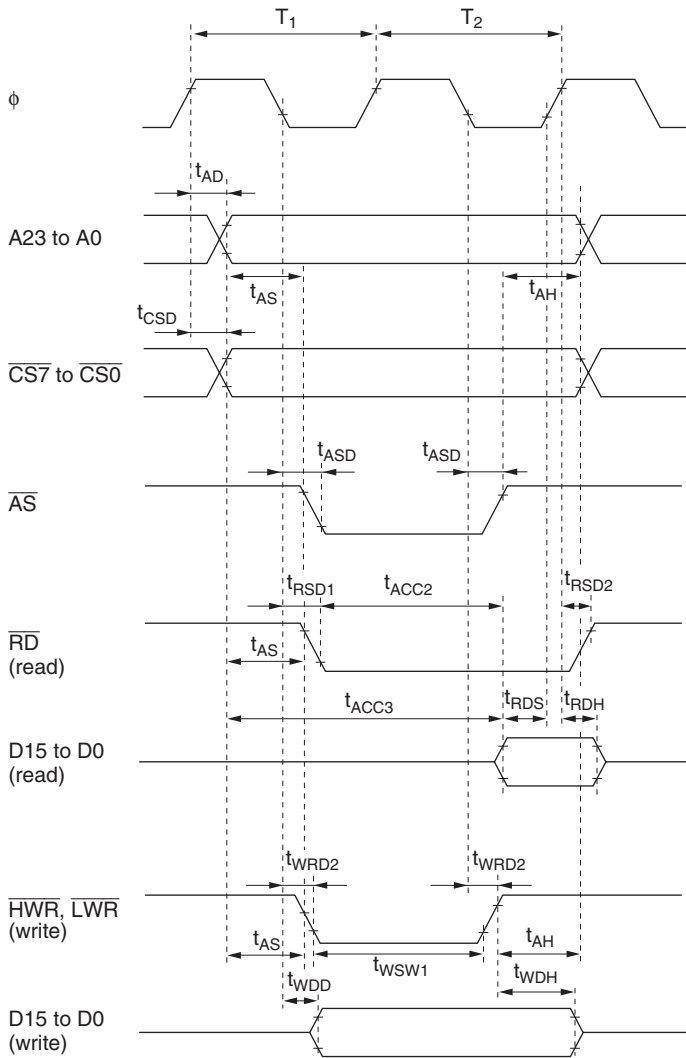 T1 T2
ϕ
tAD
A23 to A0
tAS tAH
tCSD
CS7 to CS0
tASD tASD
AS
tRSD1 tACC2 tRSD2
RD
(read)
tAS
tACC3 tRDS tRDH
D15 to D0
(read)
tWRD2 tWRD2
HWR, LWR
(write)
tAS tWSW1 tAH
tWDD tWDH
D15 to D0
(write)